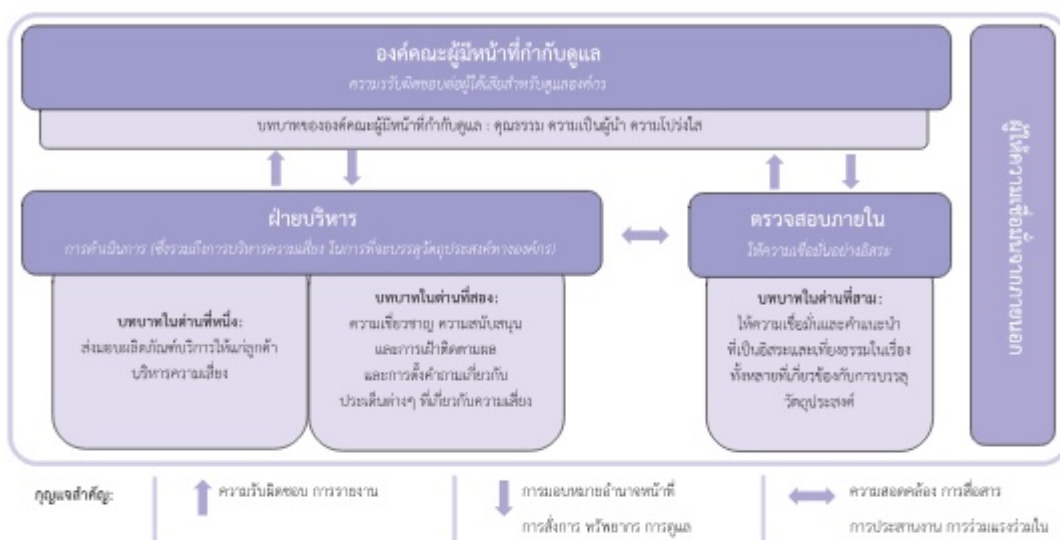 องค์คณะผู้มีหน้าที่กำกับดูแล
ความรับผิดชอบต่อผู้ได้เสียสำหรับดูแลองค์กร
บทบาทขององค์คณะผู้มีหน้าที่กำกับดูแล : คุณธรรม ความเป็นผู้นำ ความโปร่งใส
ฝ่ายบริหาร
การดำเนินการ (ซึ่งรวมถึงการบริหารความเสี่ยง ในการที่จะบรรลุวัตถุประสงค์ทางองค์กร)
บทบาทในด่านที่หนึ่ง:
ส่งมอบผลิตภัณฑ์บริการให้แก่ลูกค้า
บริหารความเสี่ยง
บทบาทในด่านที่สอง:
ความเชี่ยวชาญ ความสนับสนุน
และการเฝ้าติดตามผล
และการตั้งคำถามเกี่ยวกับ
ประเด็นต่างๆ ที่เกี่ยวกับความเสี่ยง
ตรวจสอบภายใน
ให้ความเชื่อมั่นอย่างอิสระ
บทบาทในด่านที่สาม:
ให้ความเชื่อมั่นและคำแนะนำ
ที่เป็นอิสระและเที่ยงธรรมในเรื่อง
ทั้งหลายที่เกี่ยวข้องกับการบรรลุ
วัตถุประสงค์
ผู้ให้ความเชื่อมั่นจากภายนอก
กุญแจสำคัญ:
ความรับผิดชอบ การรายงาน
การมอบหมายอำนาจหน้าที่
การสั่งการ ทรัพยากร การดูแล
ความสอดคล้อง การสื่อสาร
การประสานงาน การร่วมแรงร่วมใน